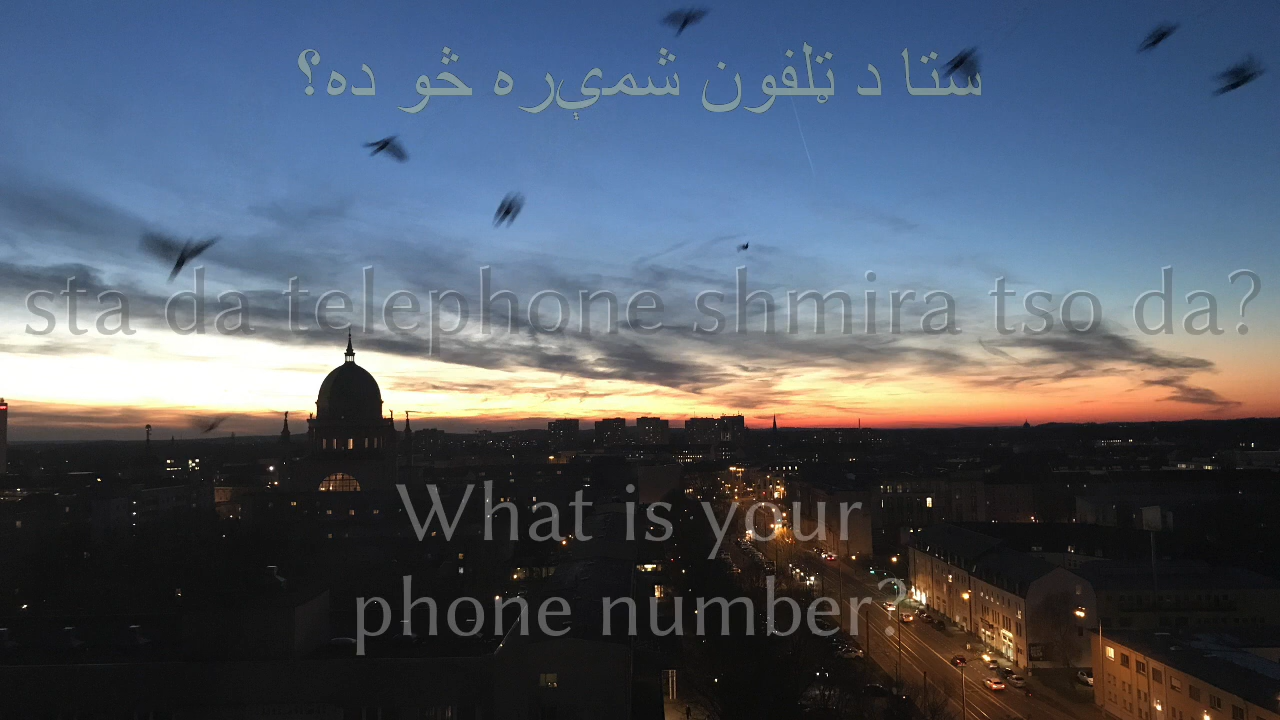 ستا د ټلفون شمېره څو ده؟
sta da telephone shmira tso da?
What is your
phone number?